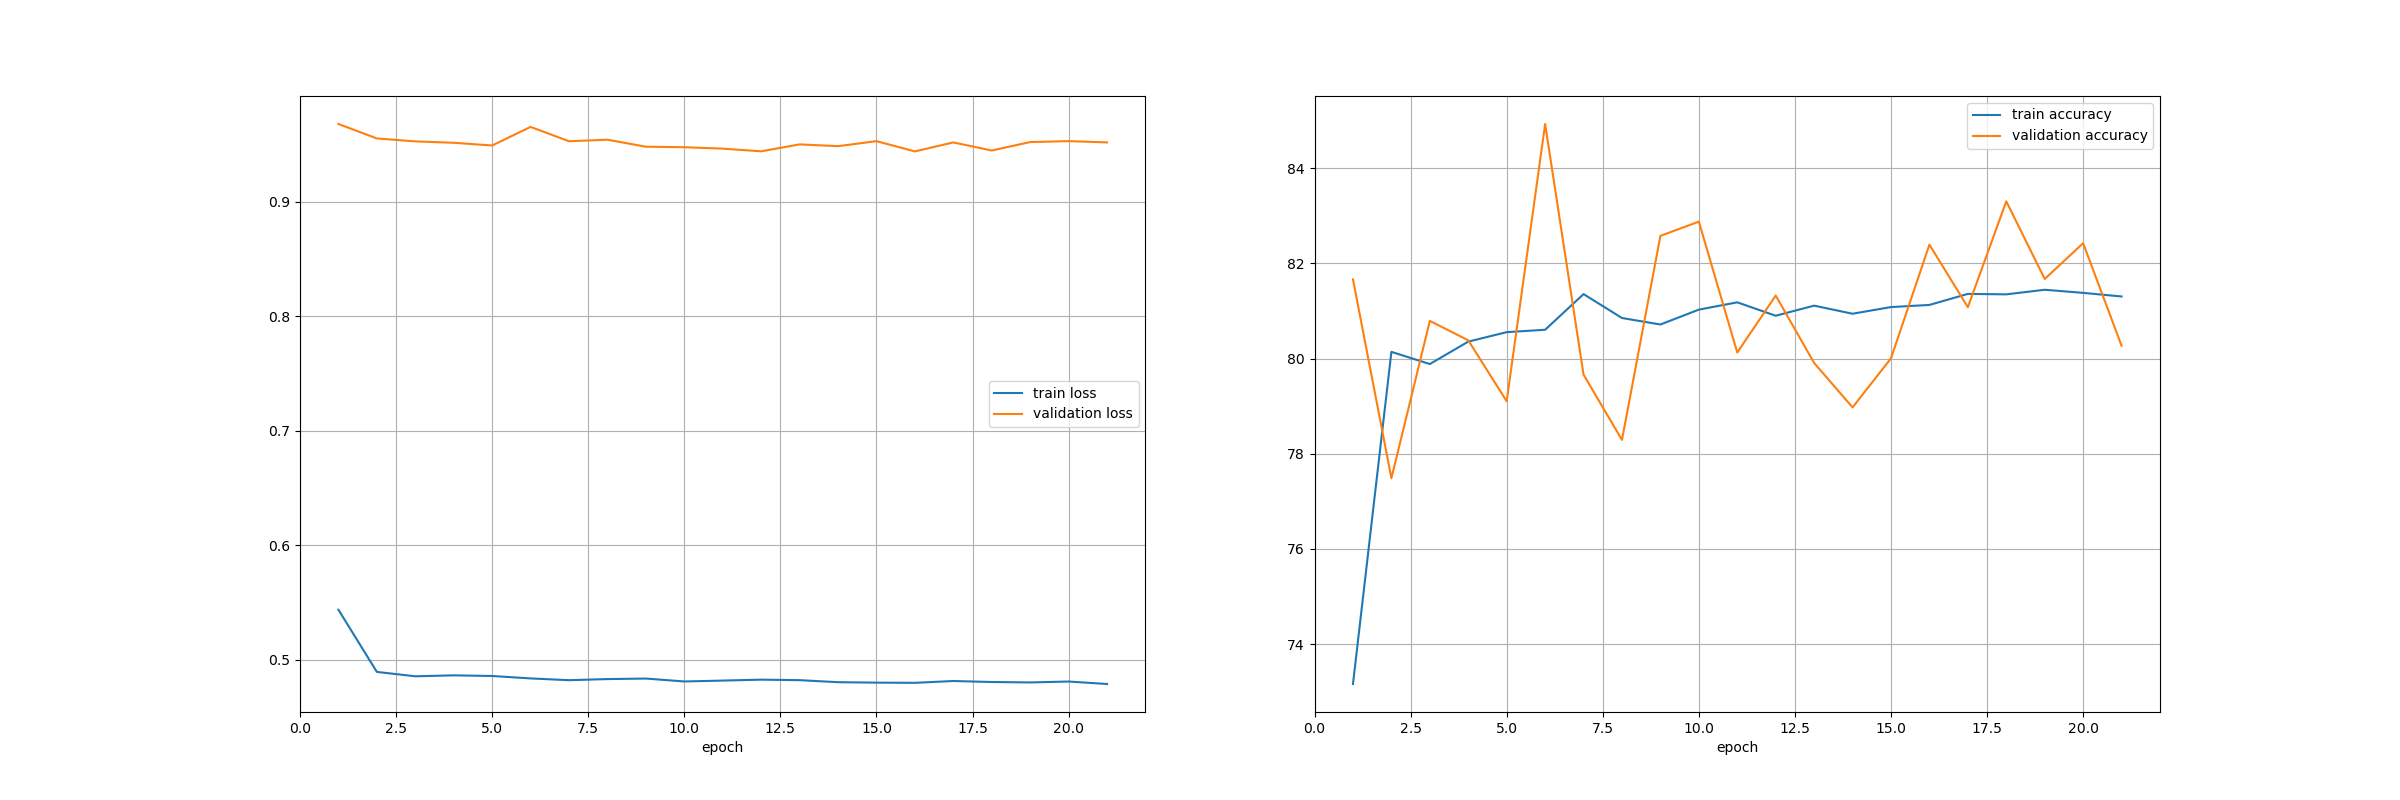 0.9
0.8
0.7
0.6
0.5
train loss
validation loss
0.0 2.5 5.0 7.5 10.0 12.5 15.0 17.5 20.0
epoch
train accuracy
validation accuracy
84
82
80
78
76
74
0.0 2.5 5.0 7.5 10.0 12.5 15.0 17.5 20.0
epoch